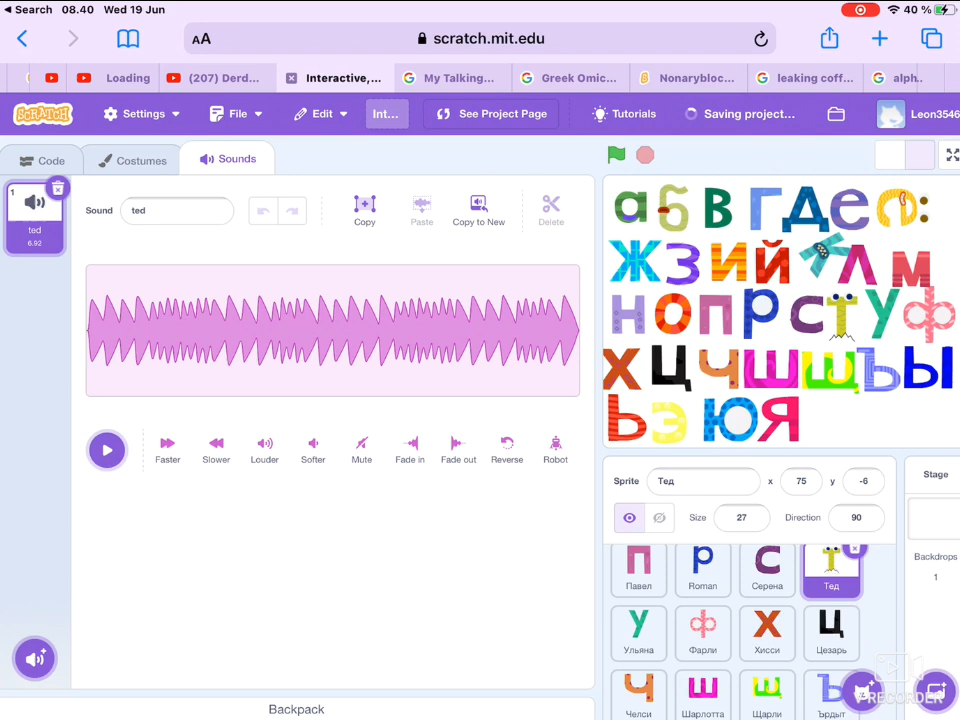 Search 08.40 Wed 19 Jun 40 %
AA scratch.mit.edu
Loading (207) Derd... Interactive,... My Talking... Greek Omic... Nonarybloc... leaking coff... alph..
SCRATCH Settings File Edit Int... See Project Page Tutorials Saving project... Leon3546
Code Costumes Sounds
1 ted 6.92
Sound ted Copy Paste Copy to New Delete
Faster Slower Louder Softer Mute Fade in Fade out Reverse Robot
а б в г д е ё
ж з и й к л м
н о п р с т у ф
х ц ч ш щ ъ ы
ь э ю я
Sprite Тед x 75 y -6
Size 27 Direction 90
Stage
Backdrops
1
П Р С Т
Павел Roman Серена Тед
У Ф Х Ц
Ульяна Фарли Хисси Цезарь
Ч Ш Щ Ъ
Челси Шарлотта Щарли Ърдыт
Backpack
V RECORDER